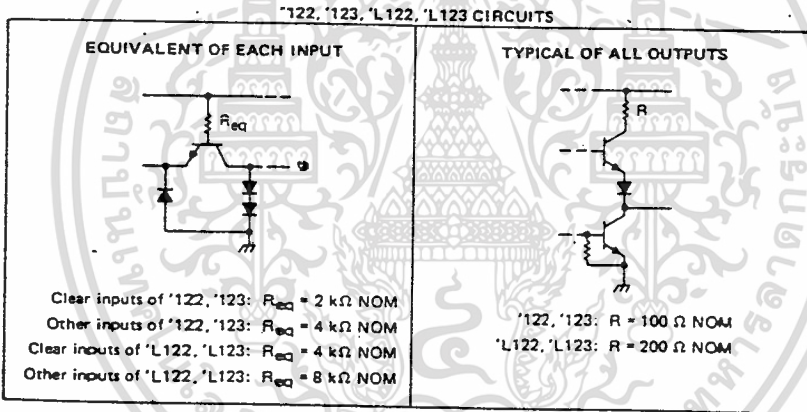 '122, '123, 'L122, 'L123 CIRCUITS
EQUIVALENT OF EACH INPUT
Req
Clear inputs of '122, '123: Req = 2 kΩ NOM
Other inputs of '122, '123: Req = 4 kΩ NOM
Clear inputs of 'L122, 'L123: Req = 4 kΩ NOM
Other inputs of 'L122, 'L123: Req = 8 kΩ NOM
TYPICAL OF ALL OUTPUTS
R
'122, '123: R = 100 Ω NOM
'L122, 'L123: R = 200 Ω NOM